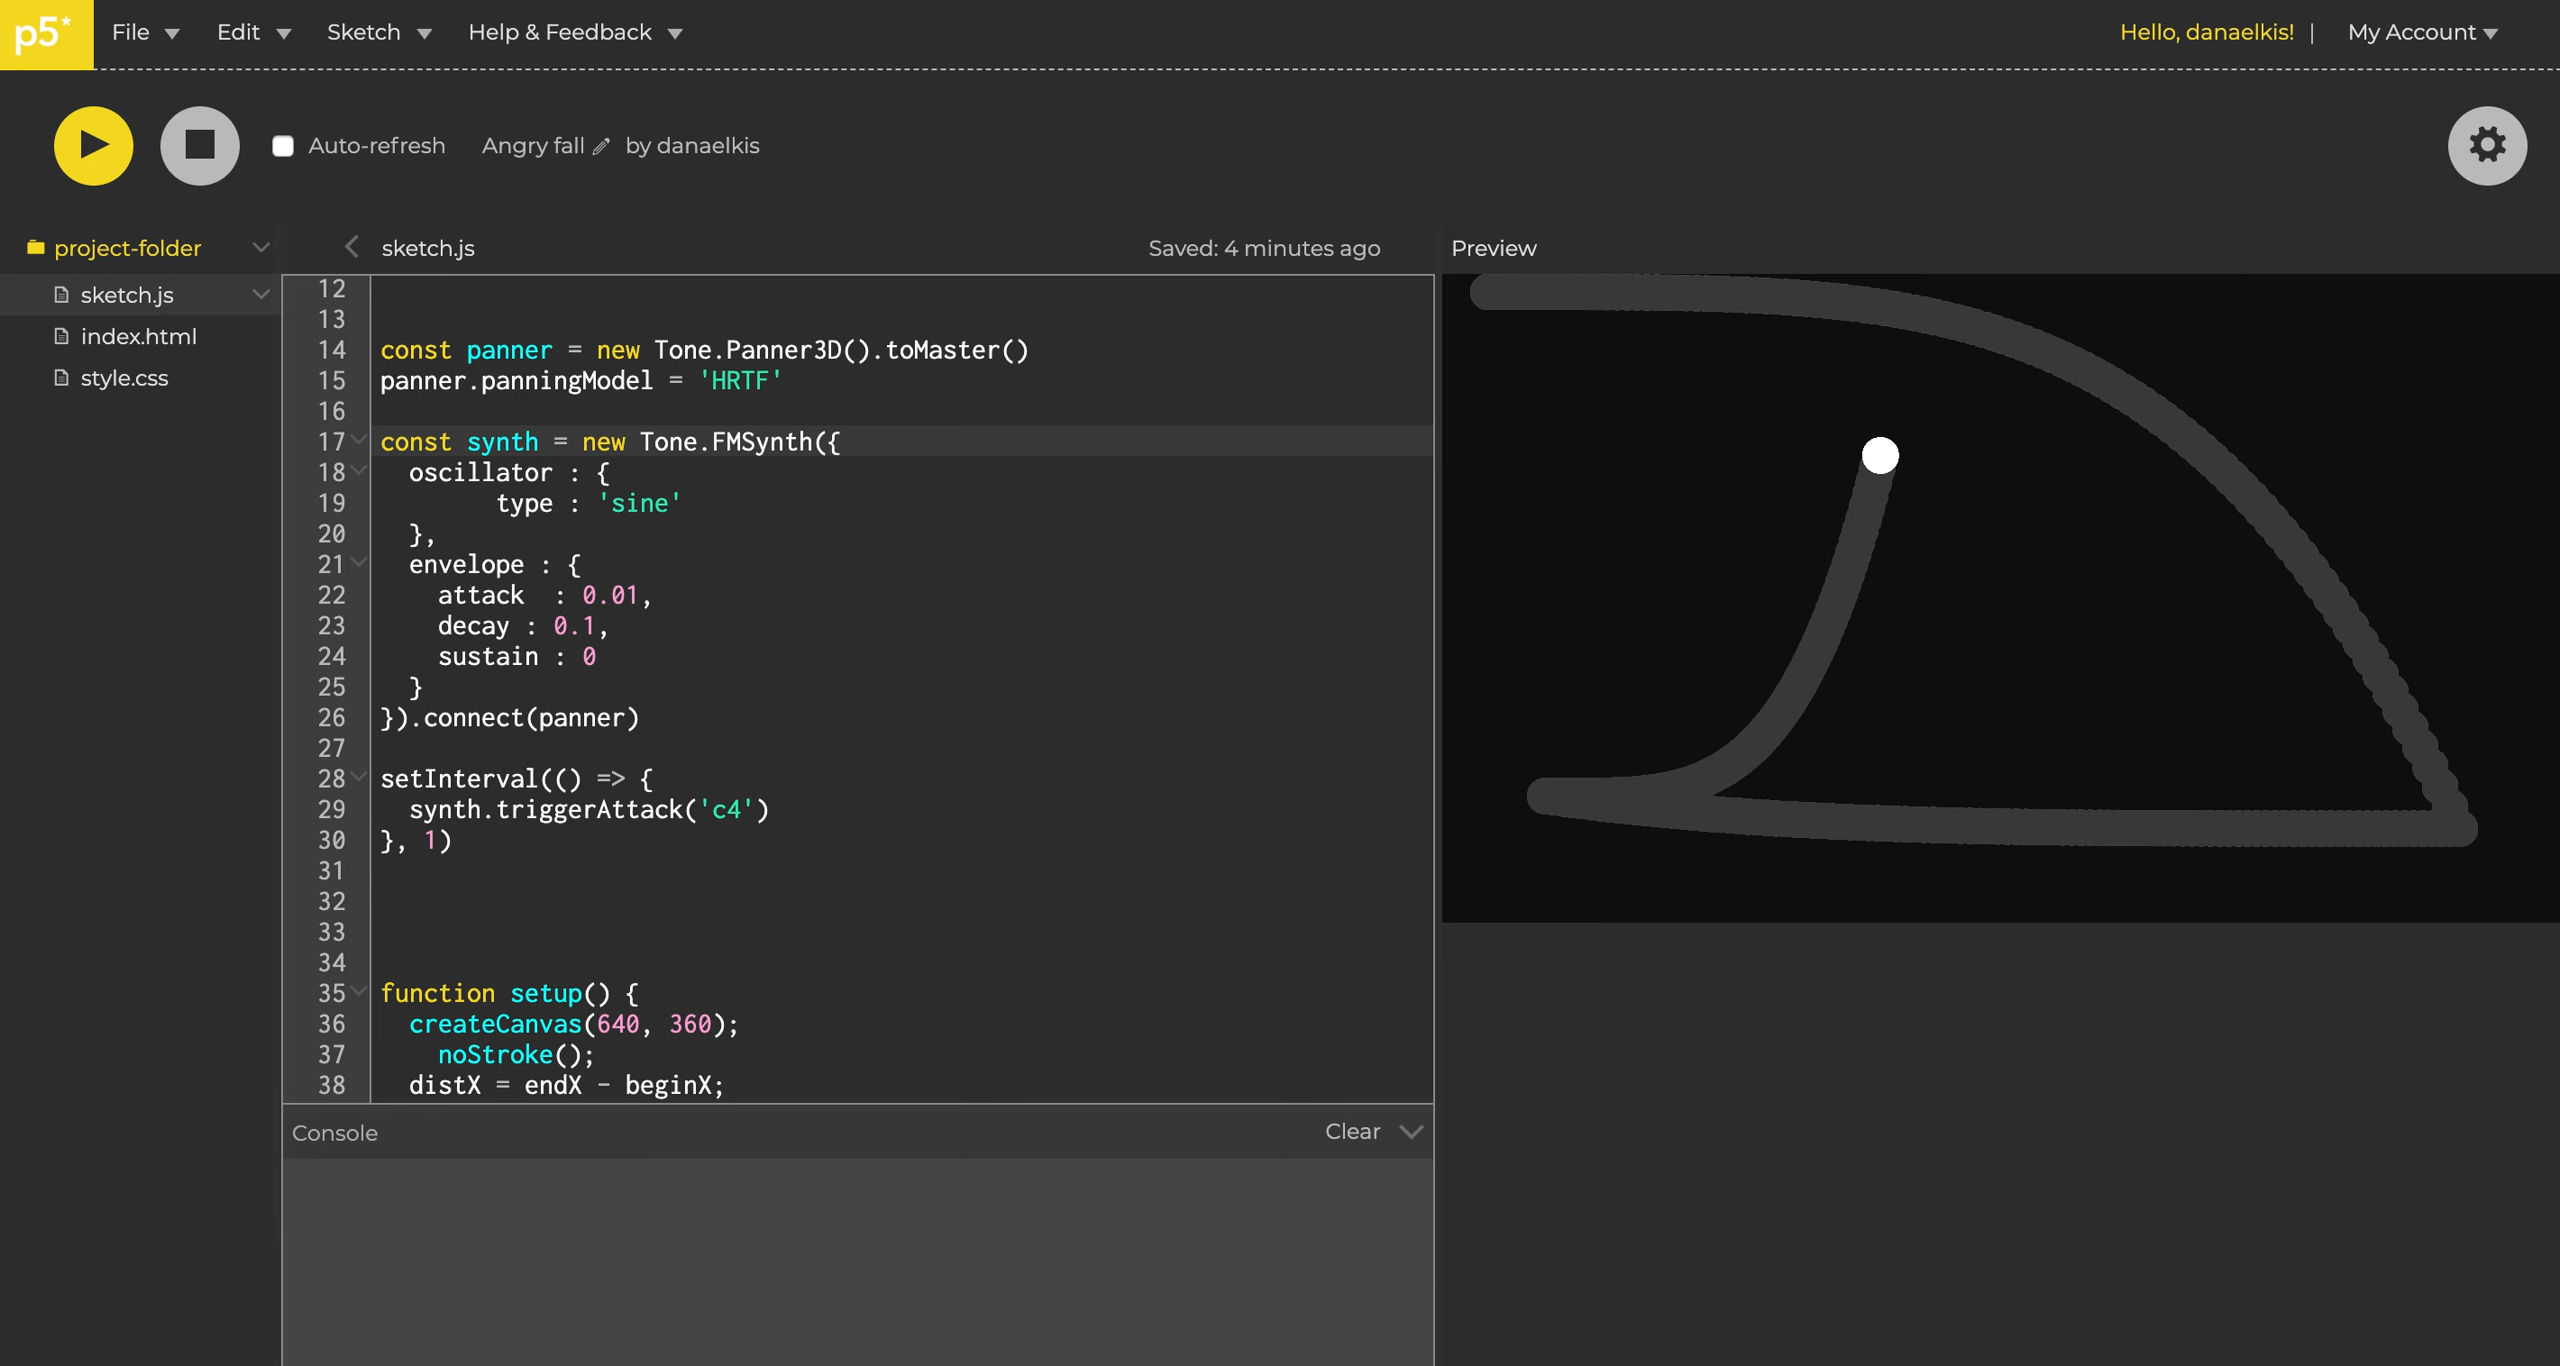 p5* File Edit Sketch Help & Feedback Hello, danaelkis! | My Account
Auto-refresh Angry fall by danaelkis
project-folder
sketch.js
index.html
style.css
sketch.js Saved: 4 minutes ago
12
13
14 const panner = new Tone.Panner3D().toMaster()
15 panner.panningModel = 'HRTF'
16
17 const synth = new Tone.FMSynth({
18 oscillator : {
19 type : 'sine'
20 },
21 envelope : {
22 attack : 0.01,
23 decay : 0.1,
24 sustain : 0
25 }
26 }).connect(panner)
27
28 setInterval(() => {
29 synth.triggerAttack('c4')
30 }, 1)
31
32
33
34
35 function setup() {
36 createCanvas(640, 360);
37 noStroke();
38 distX = endX - beginX;
Console Clear
Preview